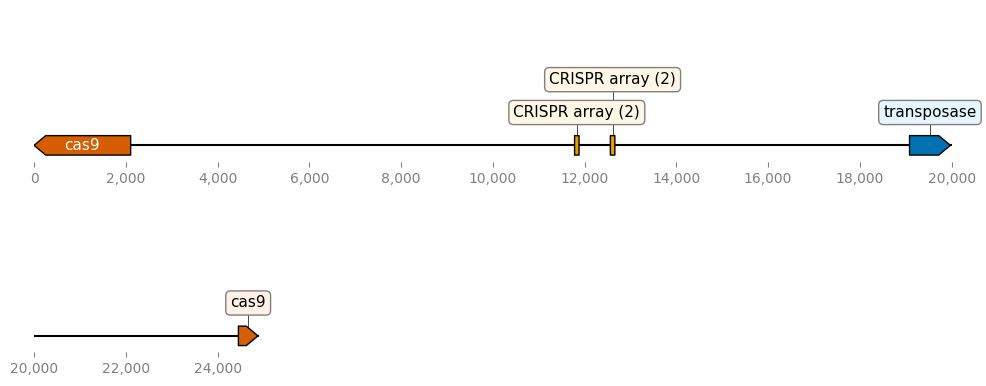 CRISPR array (2)
CRISPR array (2) transposase
cas9
0 2,000 4,000 6,000 8,000 10,000 12,000 14,000 16,000 18,000 20,000
cas9
20,000 22,000 24,000